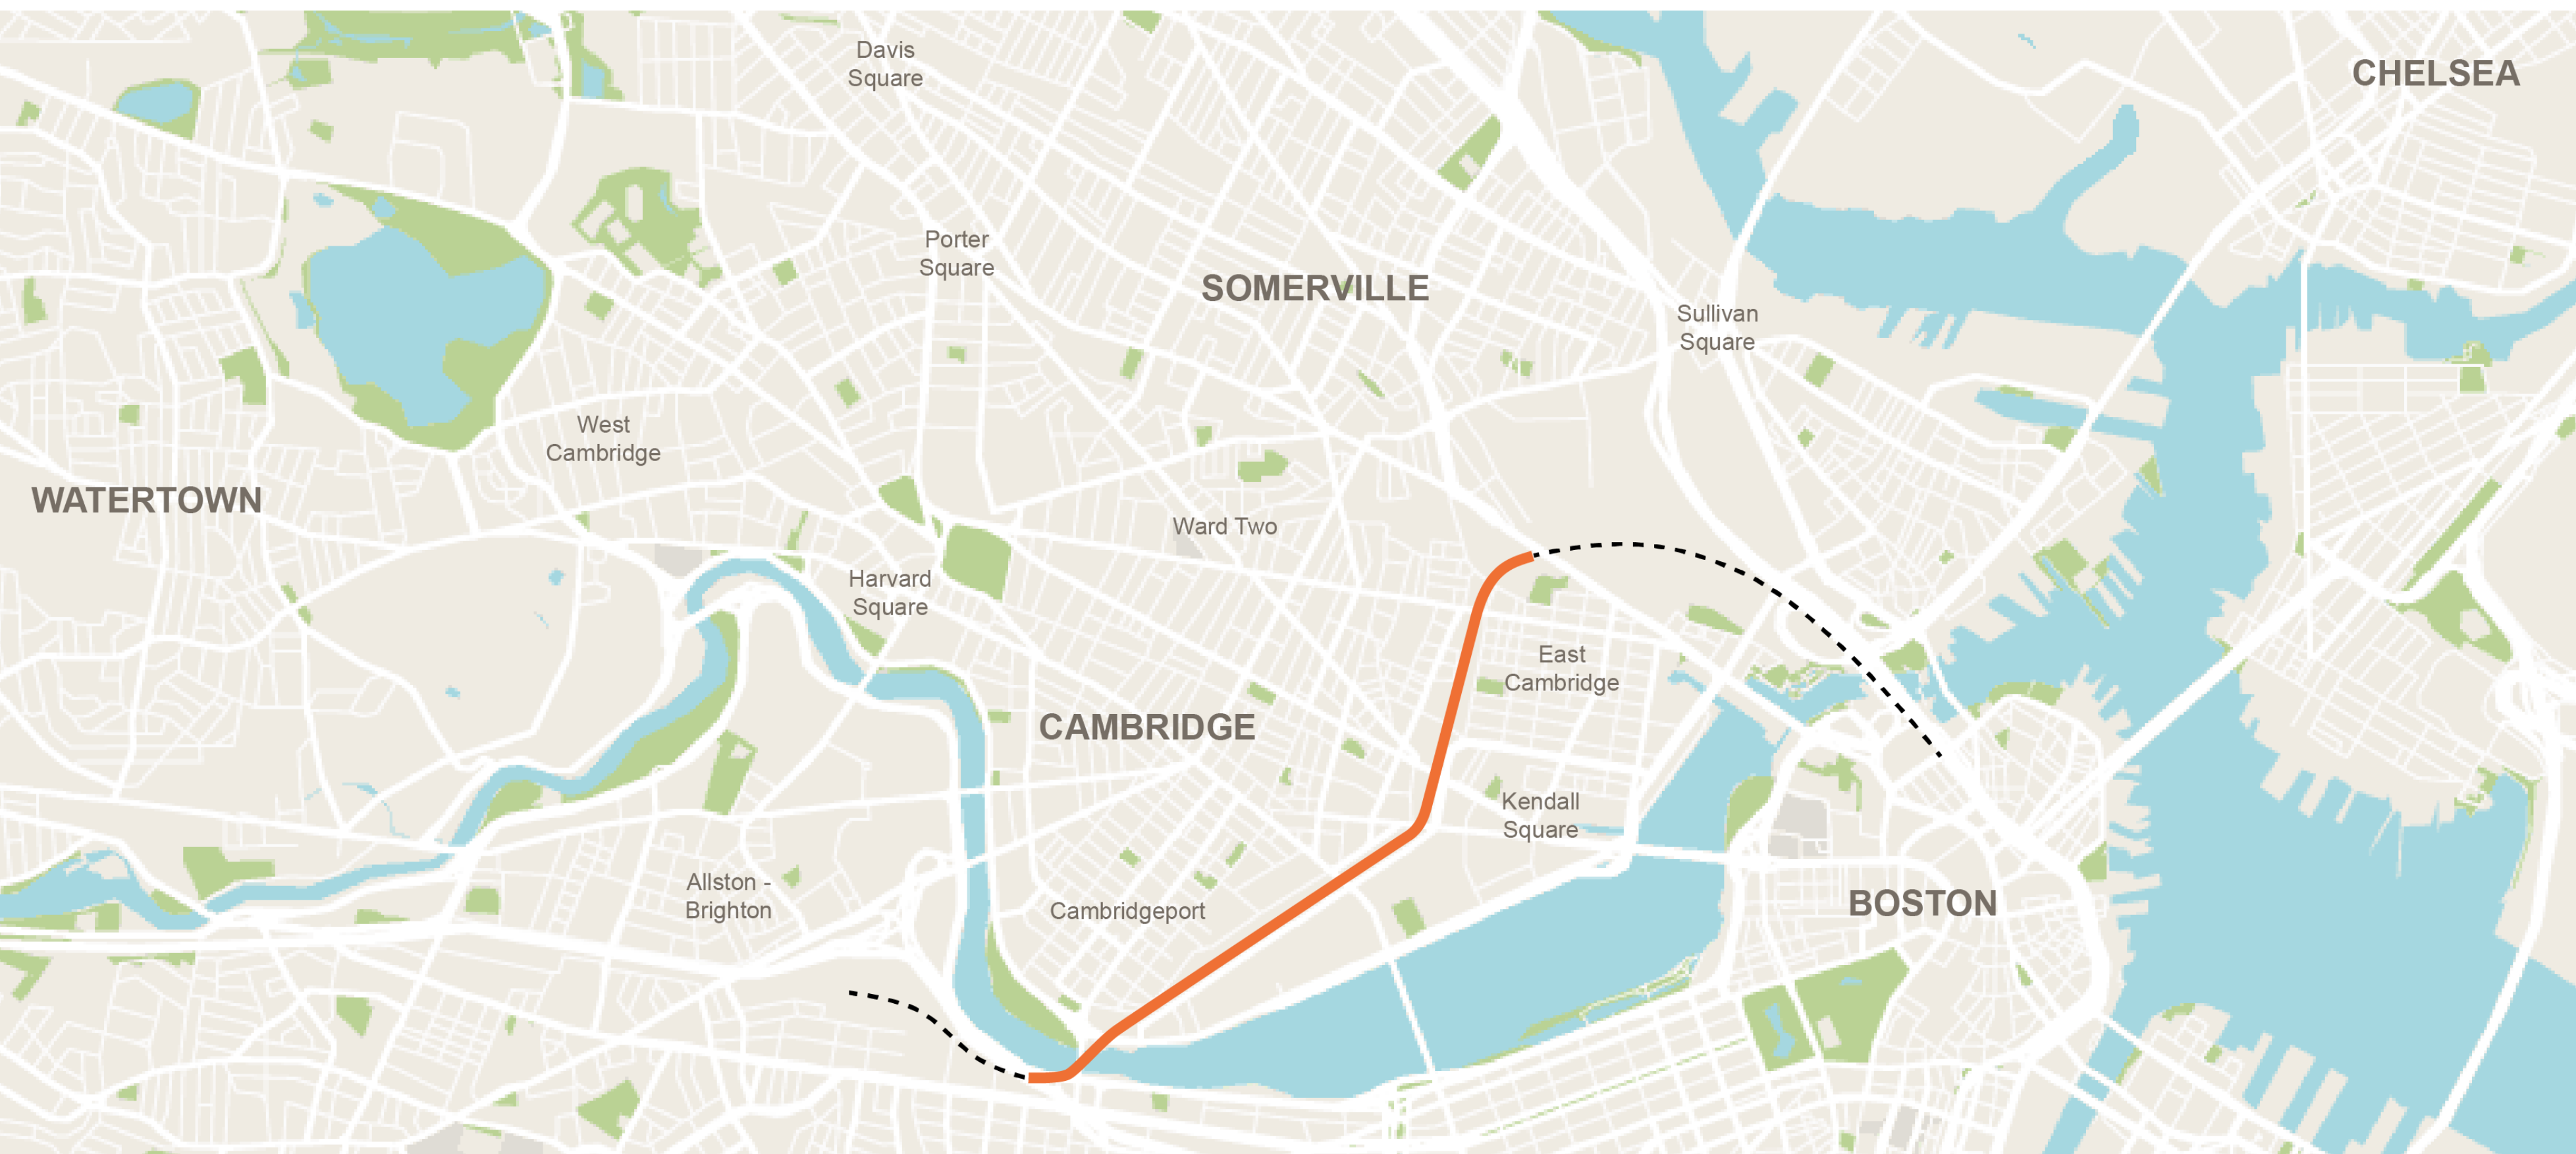 Davis
Square
CHELSEA
Porter
Square
SOMERVILLE
Sullivan
Square
West
Cambridge
WATERTOWN
Ward Two
Harvard
Square
East
Cambridge
CAMBRIDGE
Kendall
Square
Allston -
Brighton
Cambridgeport
BOSTON